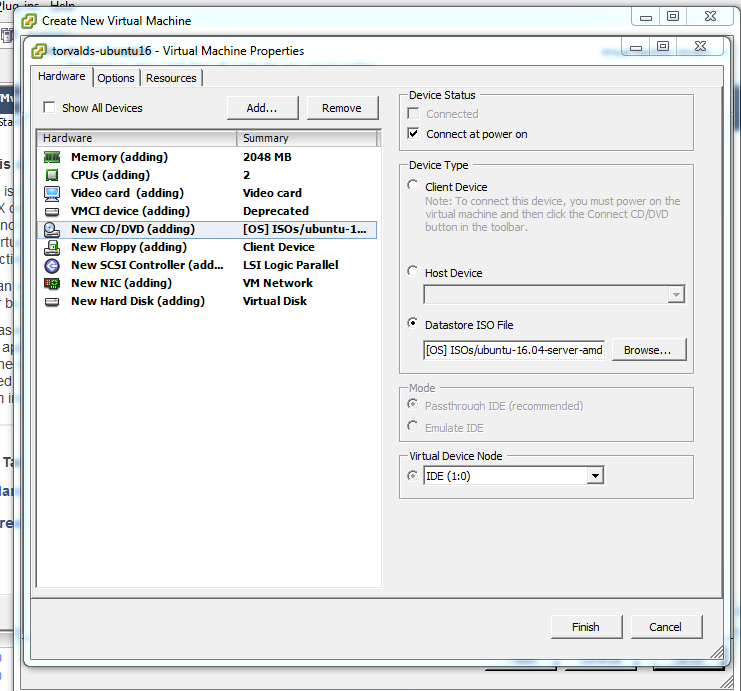 Plug-ins Help
Create New Virtual Machine
torvalds-ubuntu16 - Virtual Machine Properties
Hardware Options Resources
Show All Devices Add... Remove
Hardware Summary
Memory (adding) 2048 MB
CPUs (adding) 2
Video card (adding) Video card
VMCI device (adding) Deprecated
New CD/DVD (adding) [OS] ISOs/ubuntu-1...
New Floppy (adding) Client Device
New SCSI Controller (add... LSI Logic Parallel
New NIC (adding) VM Network
New Hard Disk (adding) Virtual Disk
Device Status
Connected
Connect at power on
Device Type
Client Device
Note: To connect this device, you must power on the
virtual machine and then click the Connect CD/DVD
button in the toolbar.
Host Device
Datastore ISO File
[OS] ISOs/ubuntu-16.04-server-amd Browse...
Mode
Passthrough IDE (recommended)
Emulate IDE
Virtual Device Node
IDE (1:0)
Finish Cancel